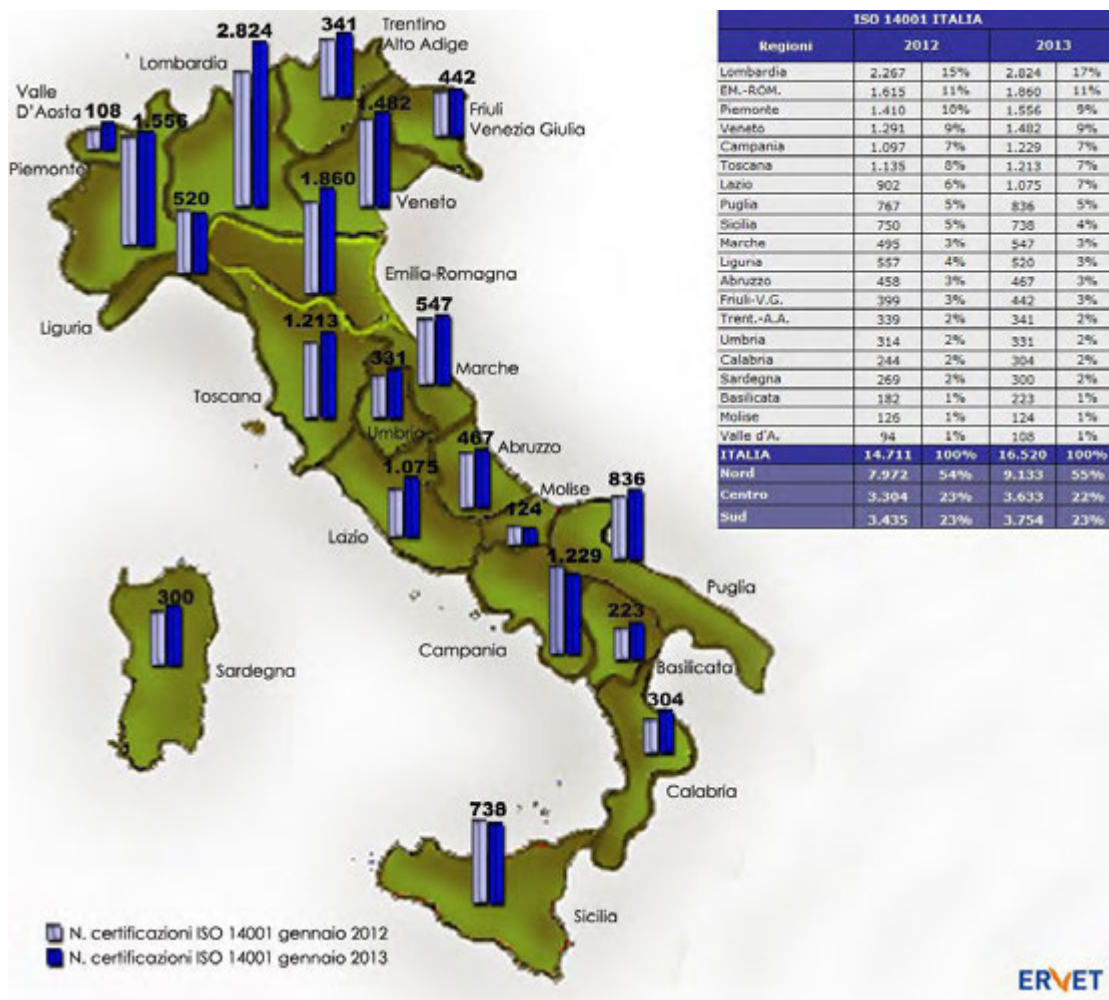 2.824
341
Trentino
Alto Adige
Lombardia
442
Valle
D'Aosta
108
1.556
1.482
Friuli
Venezia Giulia
Piemonte
520
1.860
Veneto
Emilia-Romagna
547
Liguria
1.213
331
Marche
Toscana
Umbria
467
Abruzzo
1.075
Molise
836
124
Lazio
1.229
Puglia
300
223
Campania
Basilicata
Sardegna
304
Calabria
738
Sicilia
N. certificazioni ISO 14001 gennaio 2012
N. certificazioni ISO 14001 gennaio 2013
ISO 14001 ITALIA
Regioni 2012 2013
Lombardia 2.267 15% 2.824 17%
EM.-ROM. 1.615 11% 1.860 11%
Piemonte 1.410 10% 1.556 9%
Veneto 1.291 9% 1.482 9%
Campania 1.097 7% 1.229 7%
Toscana 1.135 8% 1.213 7%
Lazio 902 6% 1.075 7%
Puglia 767 5% 836 5%
Sicilia 750 5% 738 4%
Marche 495 3% 547 3%
Liguria 557 4% 520 3%
Abruzzo 458 3% 467 3%
Friuli-V.G. 399 3% 442 3%
Trent.-A.A. 339 2% 341 2%
Umbria 314 2% 331 2%
Calabria 244 2% 304 2%
Sardegna 269 2% 300 2%
Basilicata 182 1% 223 1%
Molise 126 1% 124 1%
Valle d'A. 94 1% 108 1%
ITALIA 14.711 100% 16.520 100%
Nord 7.972 54% 9.133 55%
Centro 3.304 23% 3.633 22%
Sud 3.435 23% 3.754 23%
ERVET